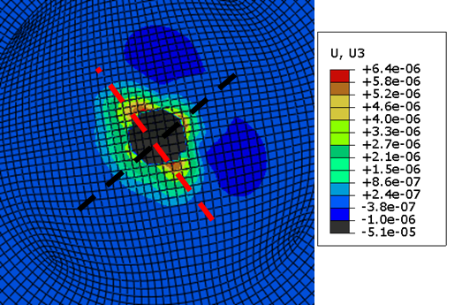 U, U3
+6.4e-06
+5.8e-06
+5.2e-06
+4.6e-06
+4.0e-06
+3.3e-06
+2.7e-06
+2.1e-06
+1.5e-06
+8.6e-07
+2.4e-07
-3.8e-07
-1.0e-06
-5.1e-05